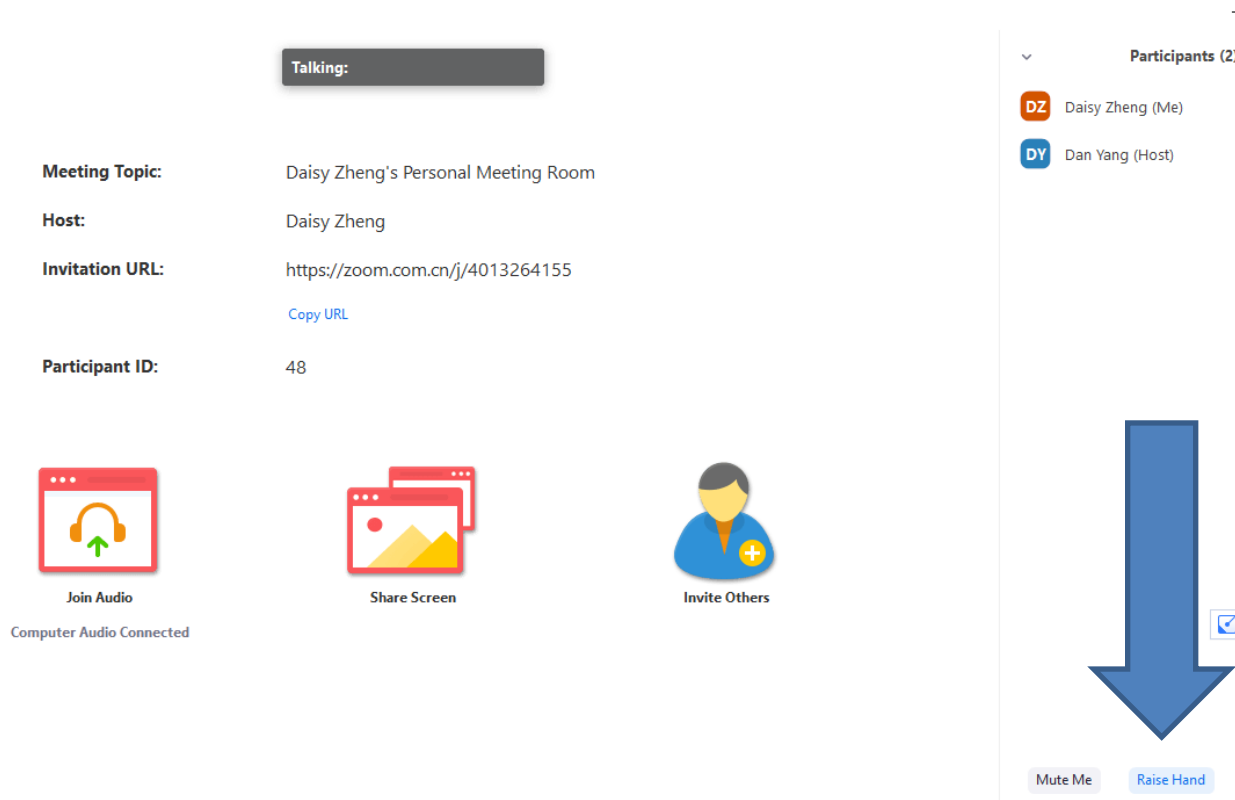 Talking:
Participants (2)
DZ Daisy Zheng (Me)
DY Dan Yang (Host)
Meeting Topic: Daisy Zheng's Personal Meeting Room
Host: Daisy Zheng
Invitation URL: https://zoom.com.cn/j/4013264155
Copy URL
Participant ID: 48
Join Audio
Share Screen
Invite Others
Computer Audio Connected
Mute Me
Raise Hand